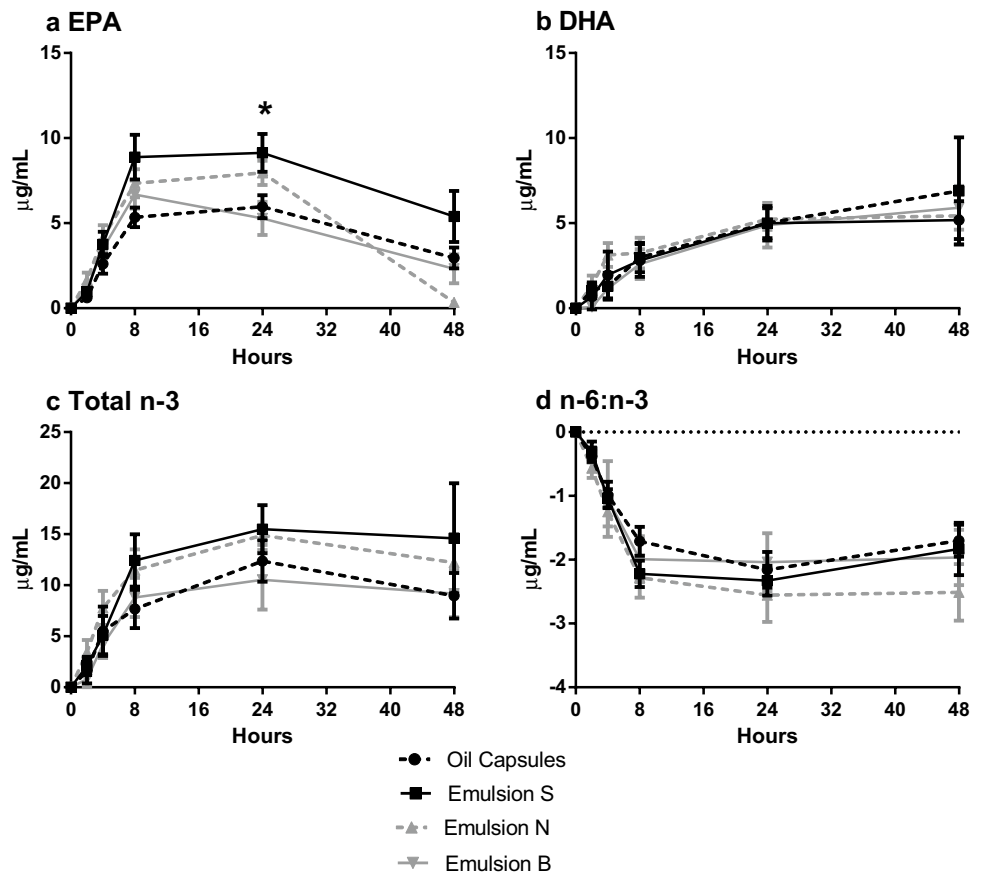 a EPA
15
10
5
0
μg/mL
*
0 8 16 24 32 40 48
Hours
b DHA
15
10
5
0
μg/mL
0 8 16 24 32 40 48
Hours
c Total n-3
25
20
15
10
5
0
μg/mL
0 8 16 24 32 40 48
Hours
d n-6:n-3
0
-1
-2
-3
-4
μg/mL
0 8 16 24 32 40 48
Hours
Oil Capsules
Emulsion S
Emulsion N
Emulsion B